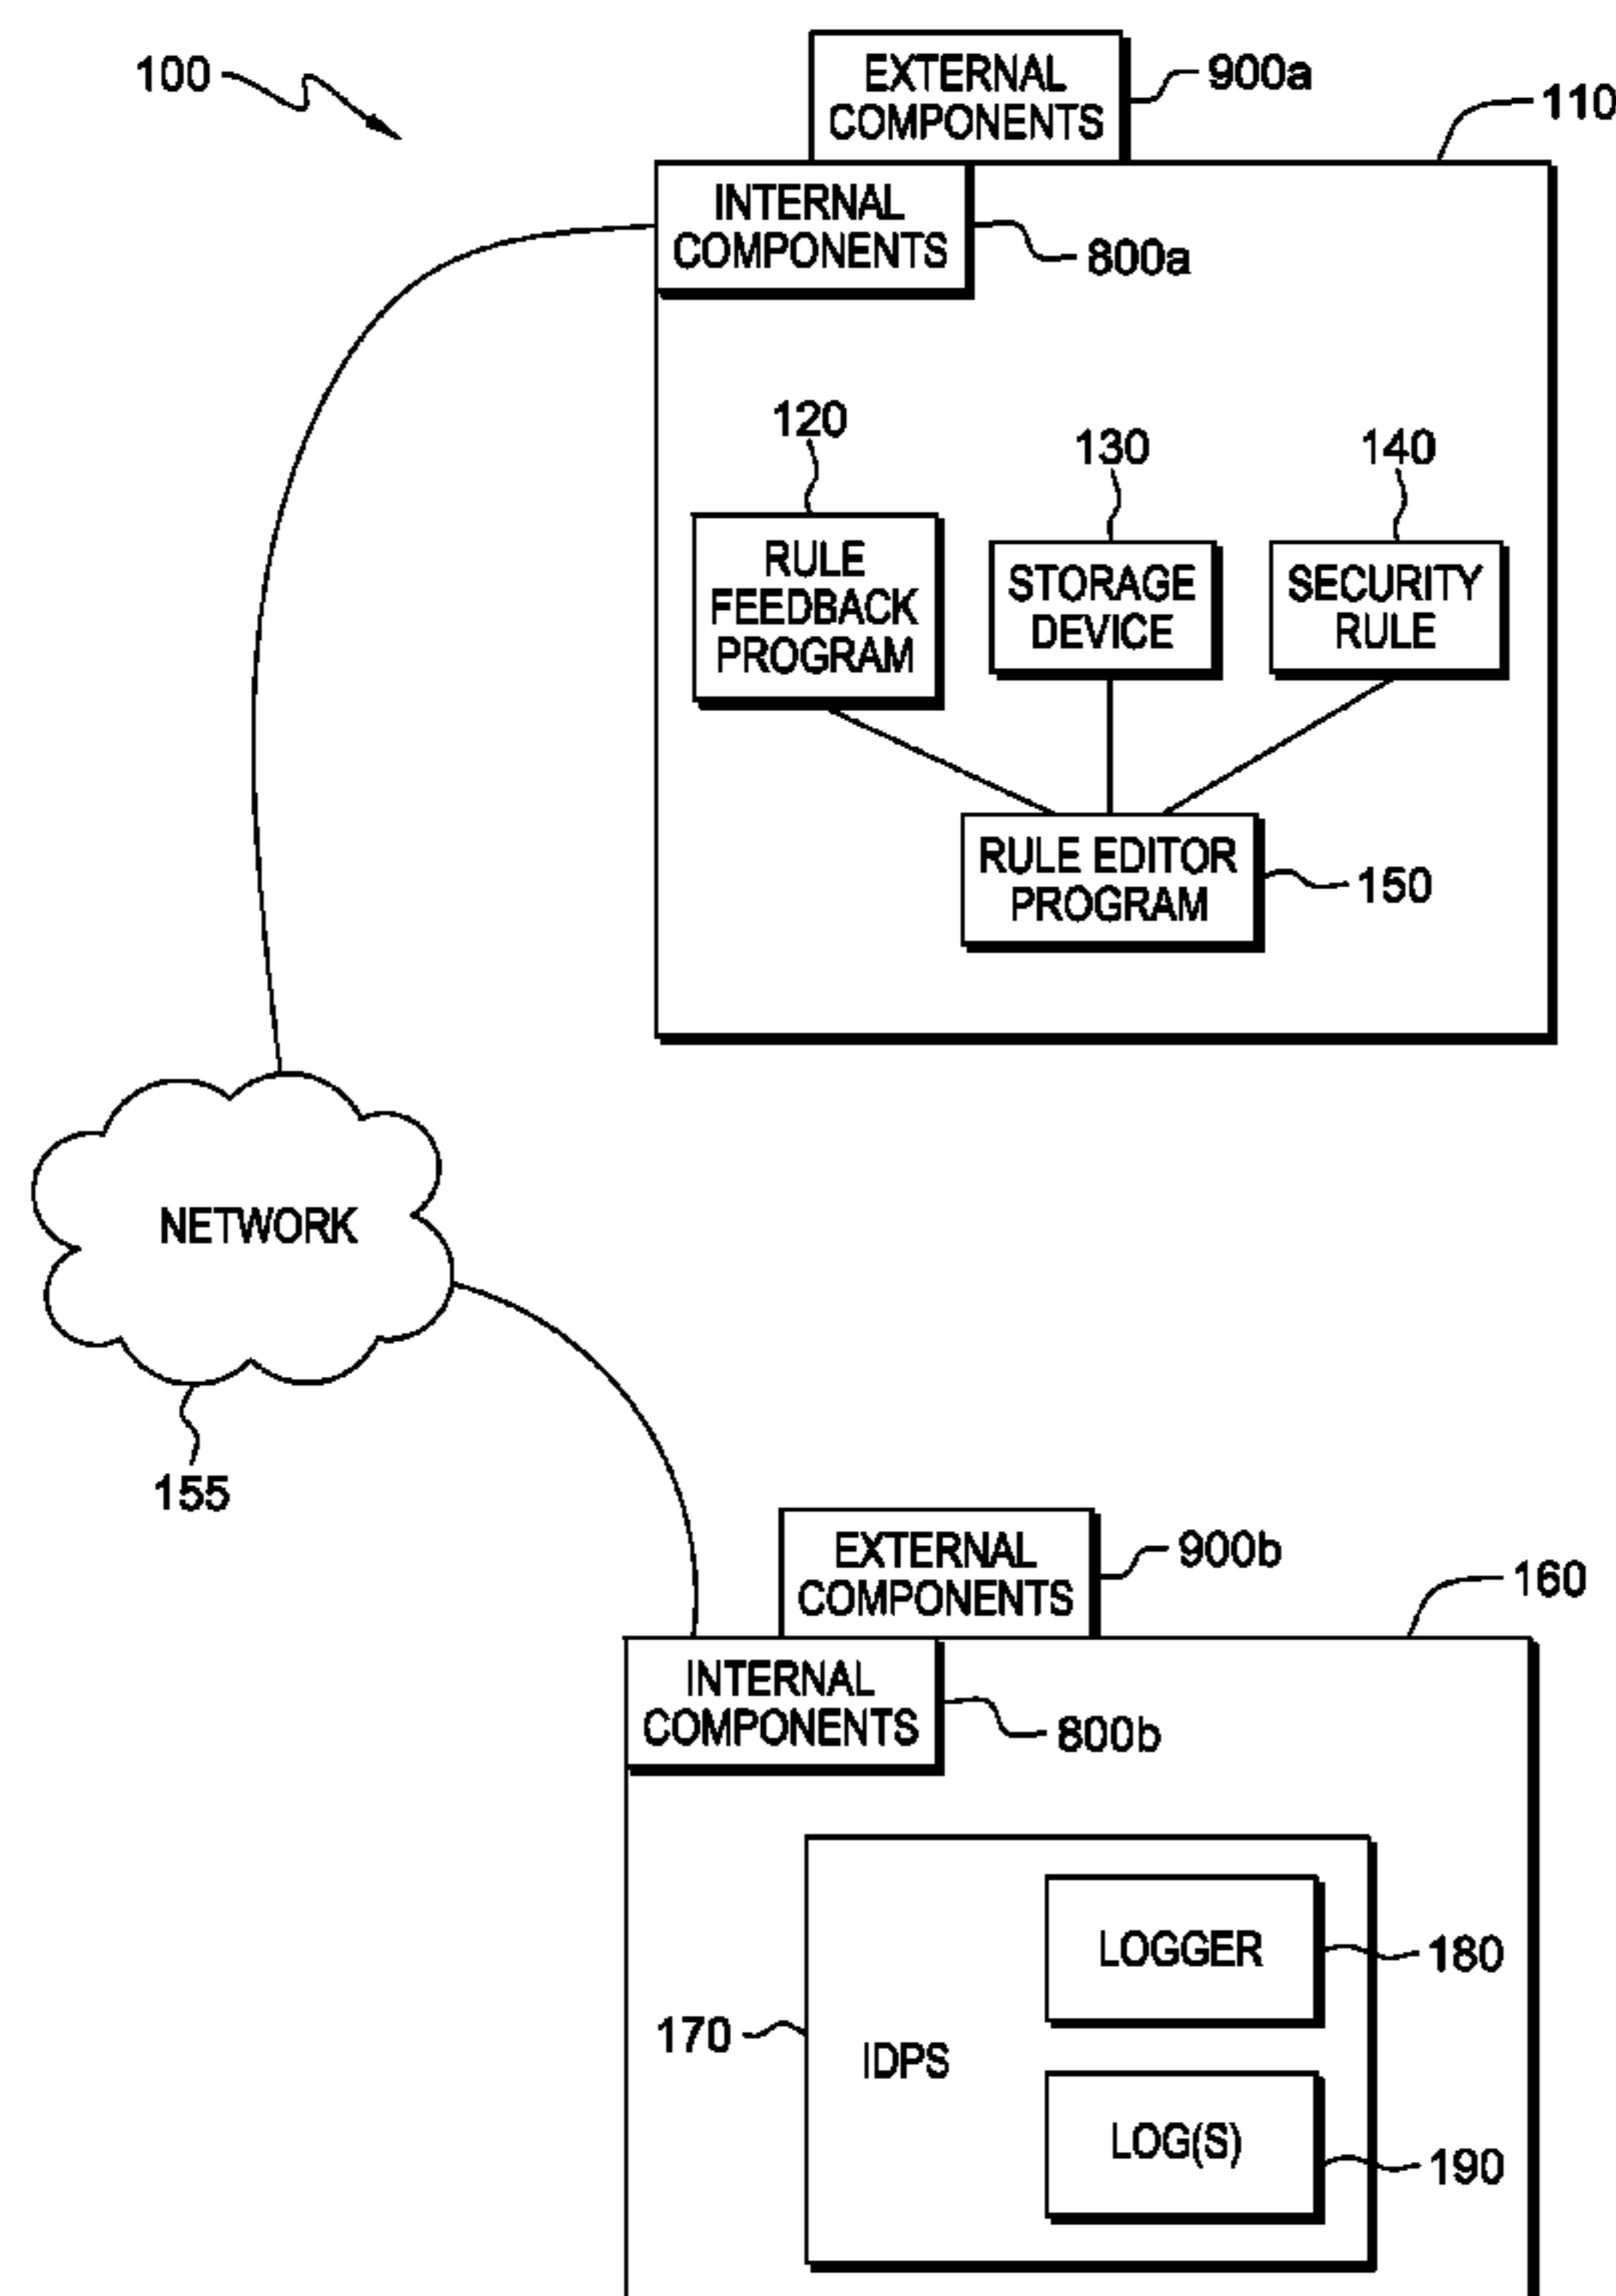 100
EXTERNAL
COMPONENTS
900a
110
INTERNAL
COMPONENTS
800a
120
130
140
RULE
FEEDBACK
PROGRAM
STORAGE
DEVICE
SECURITY
RULE
RULE EDITOR
PROGRAM
150
NETWORK
155
EXTERNAL
COMPONENTS
900b
160
INTERNAL
COMPONENTS
800b
LOGGER
180
170
IDPS
LOG(S)
190